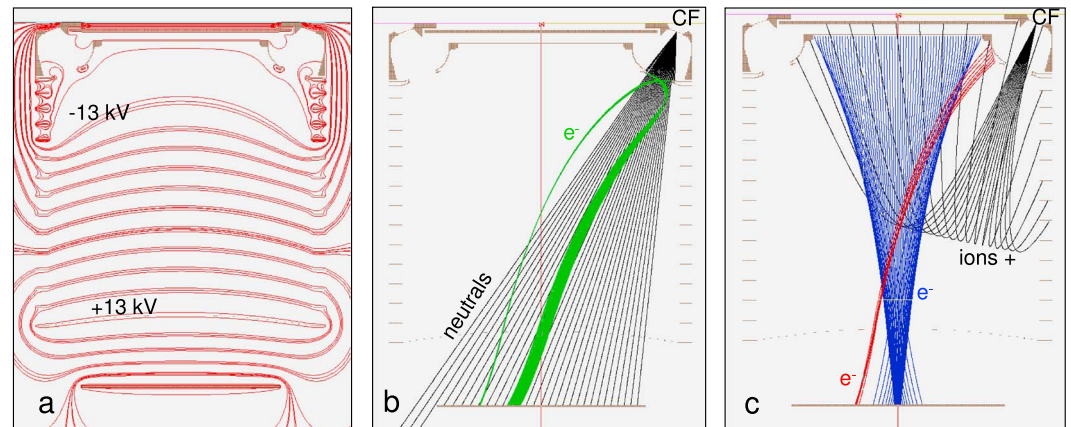 -13 kV
+13 kV
a
CF
e-
neutrals
b
CF
ions +
e-
e-
c